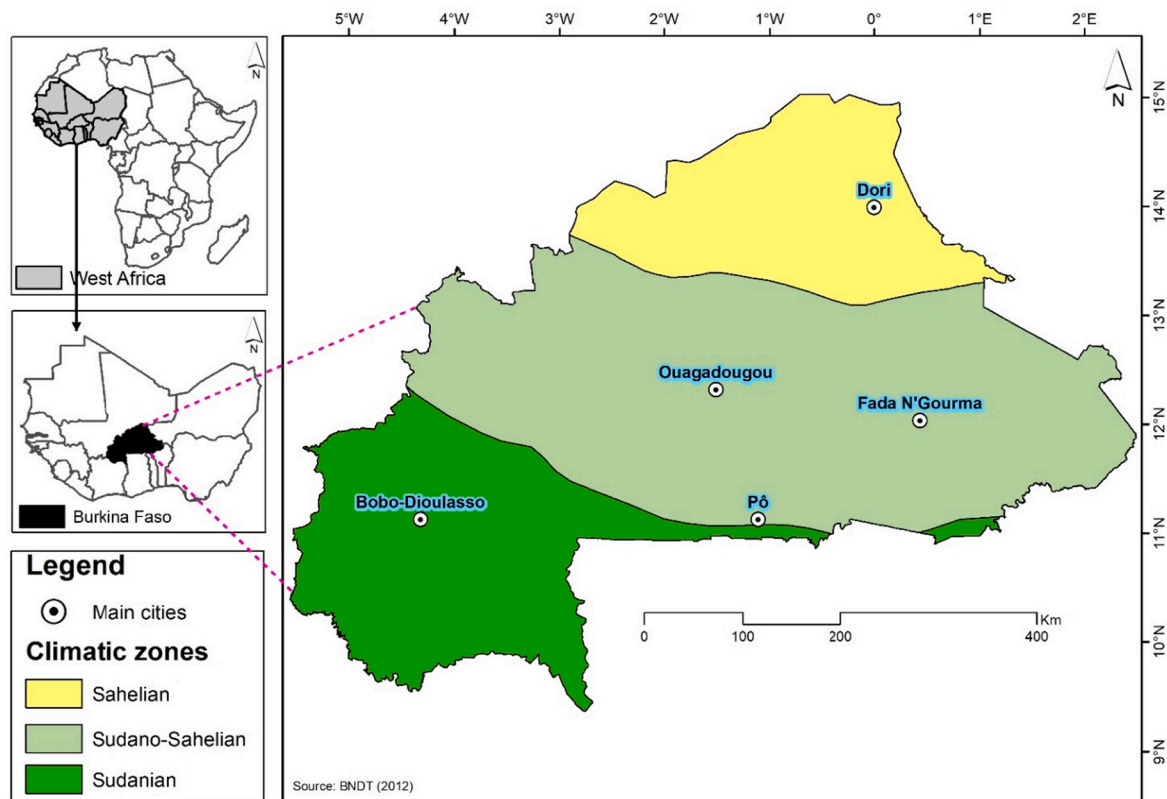 5°W 4°W 3°W 2°W 1°W 0° 1°E 2°E
N
West Africa
N
Burkina Faso
Legend
Main cities
Climatic zones
Sahelian
Sudano-Sahelian
Sudanian
N
Dori
Ouagadougou
Fada N'Gourma
Bobo-Dioulasso
Pô
Km
0 100 200 400
Source: BNDT (2012)
15°N
14°N
13°N
12°N
11°N
10°N
9°N